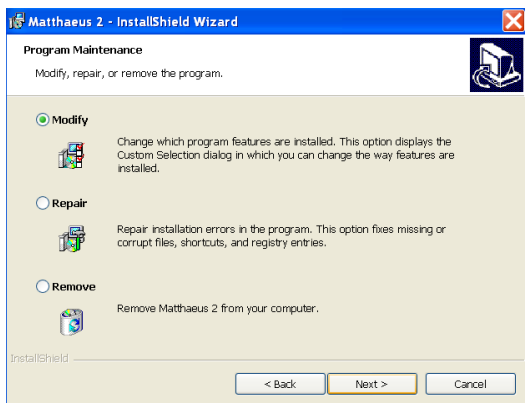 Matthaeus 2 - InstallShield Wizard
Program Maintenance
Modify, repair, or remove the program.
Modify
Change which program features are installed. This option displays the
Custom Selection dialog in which you can change the way features are
installed.
Repair
Repair installation errors in the program. This option fixes missing or
corrupt files, shortcuts, and registry entries.
Remove
Remove Matthaeus 2 from your computer.
InstallShield
< Back
Next >
Cancel